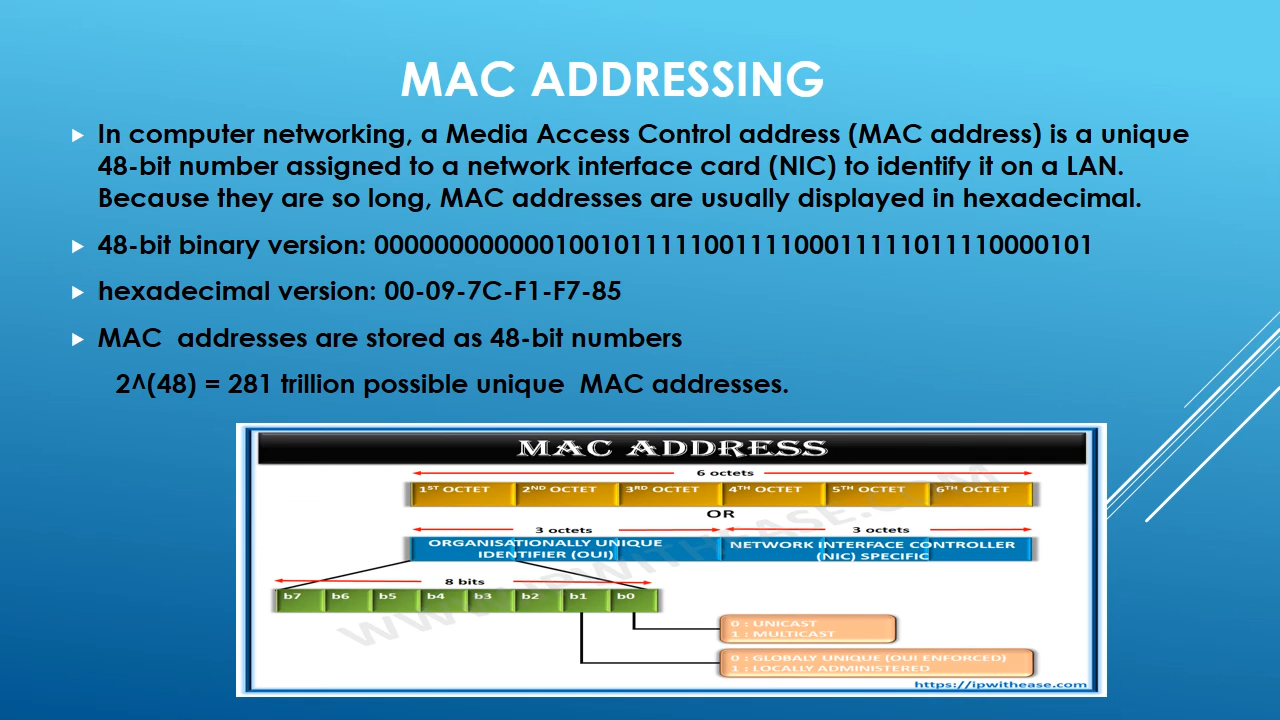 MAC ADDRESSING
In computer networking, a Media Access Control address (MAC address) is a unique
48-bit number assigned to a network interface card (NIC) to identify it on a LAN.
Because they are so long, MAC addresses are usually displayed in hexadecimal.
48-bit binary version: 000000000000100101111100111100011111011110000101
hexadecimal version: 00-09-7C-F1-F7-85
MAC addresses are stored as 48-bit numbers
2^(48) = 281 trillion possible unique MAC addresses.
MAC ADDRESS
6 octets
1ST OCTET 2ND OCTET 3RD OCTET 4TH OCTET 5TH OCTET 6TH OCTET
OR
3 octets 3 octets
ORGANISATIONALLY UNIQUE
IDENTIFIER (OUI)
NETWORK INTERFACE CONTROLLER
(NIC) SPECIFIC
8 bits
b7 b6 b5 b4 b3 b2 b1 b0
0 : UNICAST
1 : MULTICAST
0 : GLOBALY UNIQUE (OUI ENFORCED)
1 : LOCALLY ADMINISTERED
WWW.IPWITHEASE.COM
https://ipwithease.com